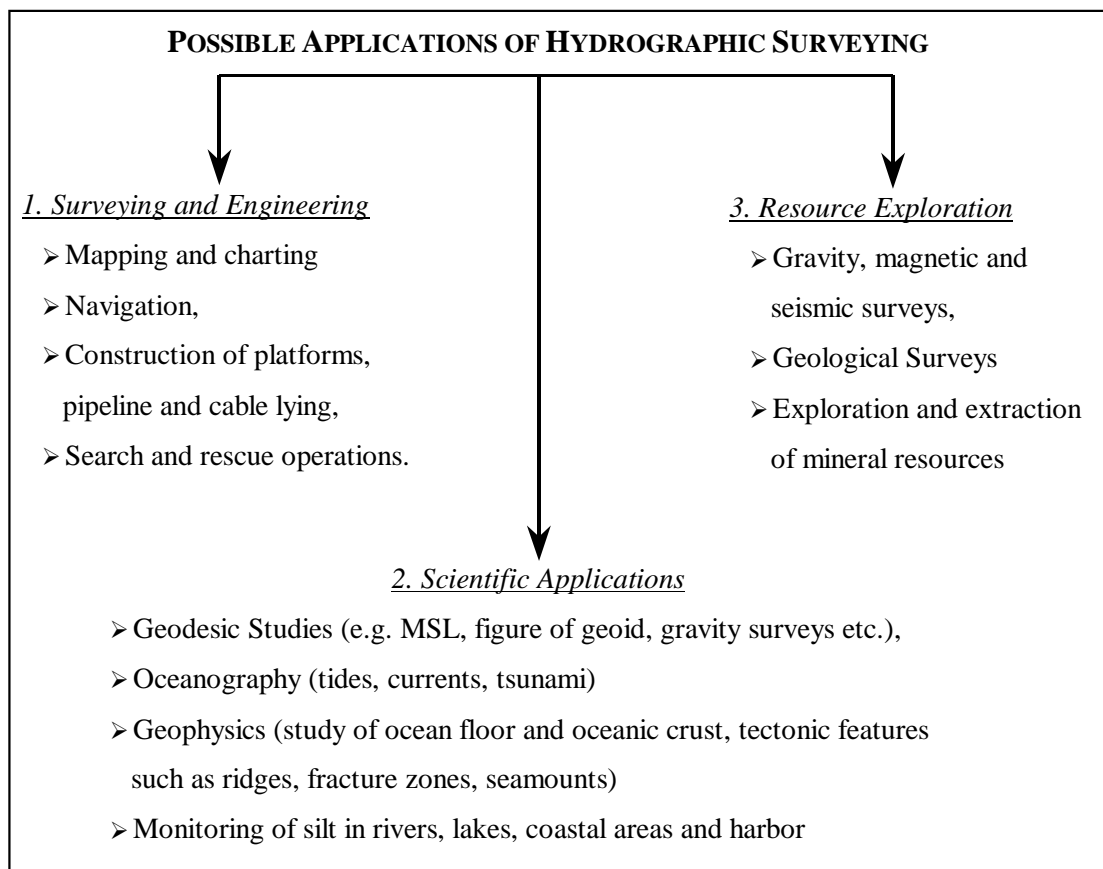 POSSIBLE APPLICATIONS OF HYDROGRAPHIC SURVEYING
1. Surveying and Engineering
➢ Mapping and charting
➢ Navigation,
➢ Construction of platforms,
pipeline and cable lying,
➢ Search and rescue operations.
3. Resource Exploration
➢ Gravity, magnetic and
seismic surveys,
➢ Geological Surveys
➢ Exploration and extraction
of mineral resources
2. Scientific Applications
➢ Geodesic Studies (e.g. MSL, figure of geoid, gravity surveys etc.),
➢ Oceanography (tides, currents, tsunami)
➢ Geophysics (study of ocean floor and oceanic crust, tectonic features
such as ridges, fracture zones, seamounts)
➢ Monitoring of silt in rivers, lakes, coastal areas and harbor